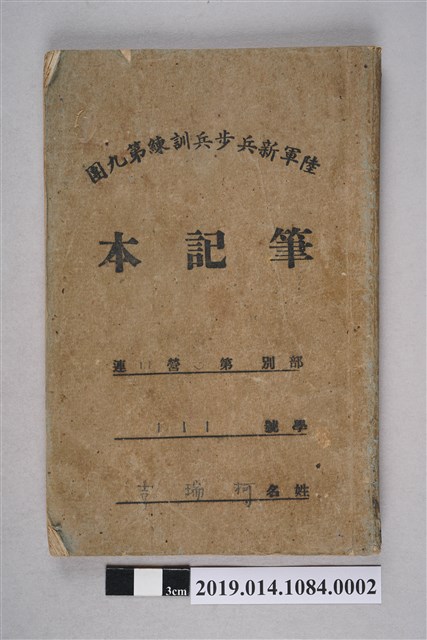 陸軍新兵步兵訓練第九團
筆記本
部別 第 營 連
學號 111
姓名 柯瑞
3cm
2019.014.1084.0002